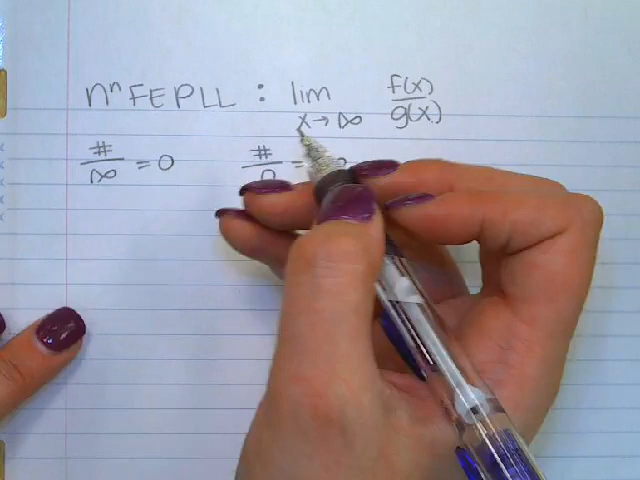 nⁿFEPLL : lim x→∞ f(x)/g(x)
#/∞ = 0 #/0 =